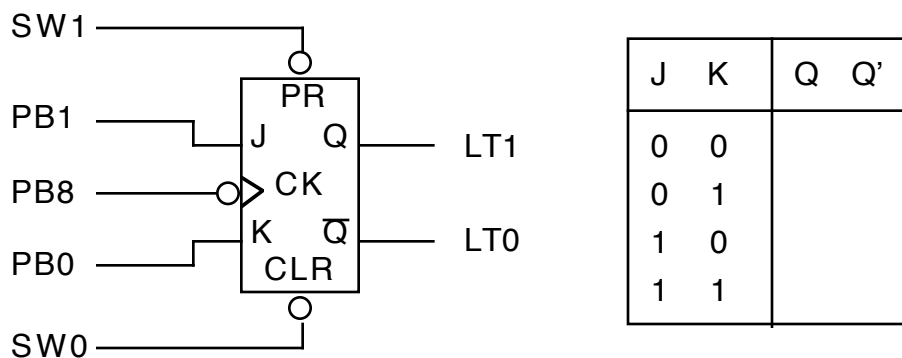 SW1
PR
PB1
J Q
LT1
PB8
CK
K Q̅
PB0
LT0
CLR
SW0
J K Q Q’
0 0
0 1
1 0
1 1